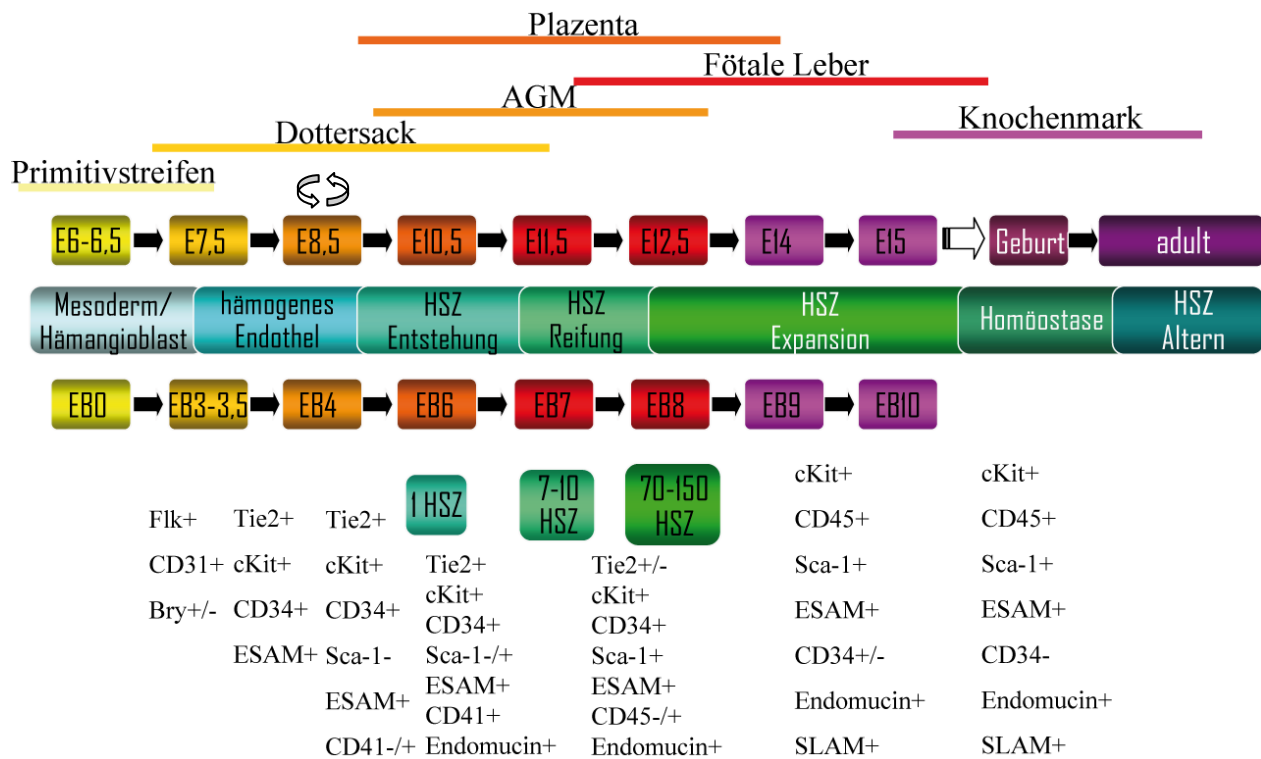 Plazenta
Fötale Leber
AGM
Knochenmark
Dottersack
Primitivstreifen
E6-6,5 E7,5 E8,5 E10,5 E11,5 E12,5 E14 E15 Geburt adult
Mesoderm/
Hämangioblast
hämogenes
Endothel
HSZ
Entstehung
HSZ
Reifung
HSZ
Expansion
Homöostase
HSZ
Altern
EB0 EB3-3,5 EB4 EB6 EB7 EB8 EB9 EB10
1 HSZ
7-10
HSZ
70-150
HSZ
Flk+
CD31+
Bry+/-
Tie2+
cKit+
CD34+
ESAM+
Tie2+
cKit+
CD34+
Sca-1-
ESAM+
CD41-/+
Tie2+
cKit+
CD34+
Sca-1-/+
ESAM+
CD41+
Endomucin+
Tie2+/-
cKit+
CD34+
Sca-1+
ESAM+
CD45-/+
Endomucin+
cKit+
CD45+
Sca-1+
ESAM+
CD34+/-
Endomucin+
SLAM+
cKit+
CD45+
Sca-1+
ESAM+
CD34-
Endomucin+
SLAM+